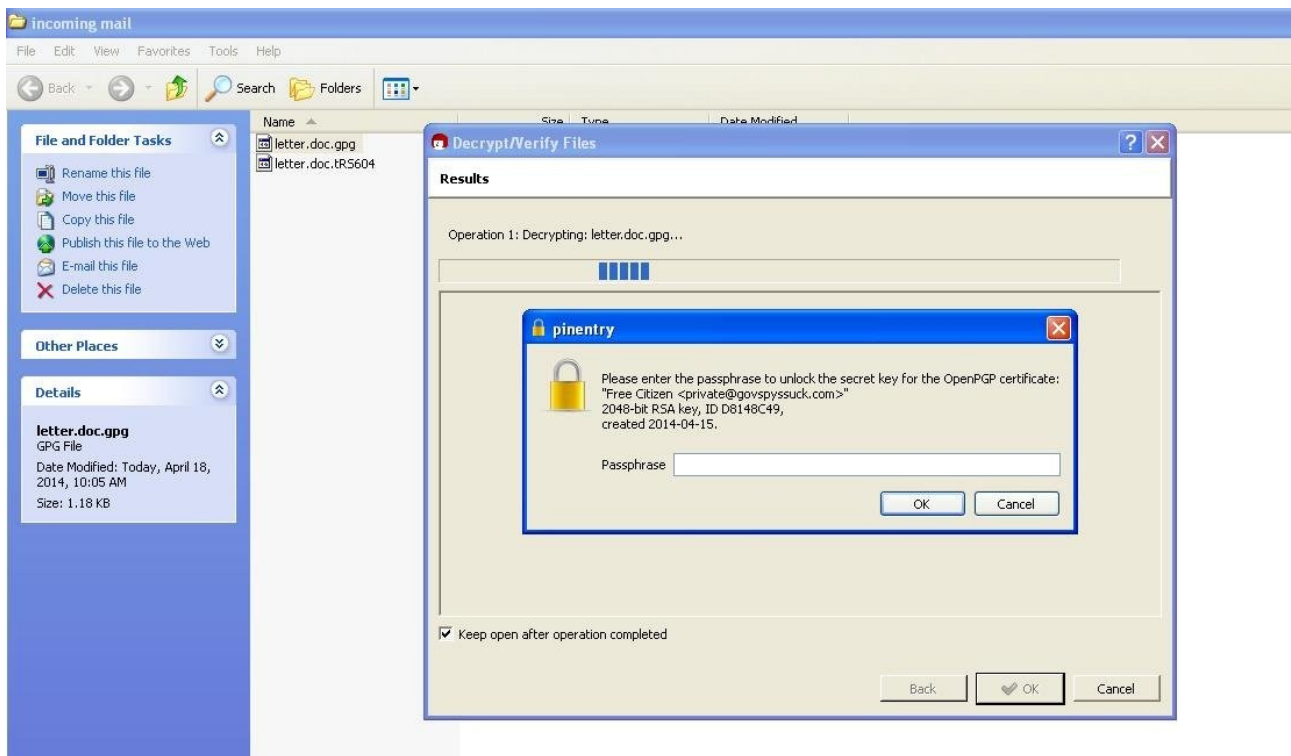 incoming mail
File Edit View Favorites Tools Help
Back Search Folders
Name Size Type Date Modified
File and Folder Tasks
Rename this file
Move this file
Copy this file
Publish this file to the Web
E-mail this file
Delete this file
Other Places
Details
letter.doc.gpg
GPG File
Date Modified: Today, April 18,
2014, 10:05 AM
Size: 1.18 KB
letter.doc.gpg
letter.doc.tR5604
Decrypt/Verify Files
Results
Operation 1: Decrypting: letter.doc.gpg...
pinentry
Please enter the passphrase to unlock the secret key for the OpenPGP certificate:
"Free Citizen <private@govspyssuck.com>"
2048-bit RSA key, ID D8148C49,
created 2014-04-15.
Passphrase
OK Cancel
Keep open after operation completed
Back OK Cancel